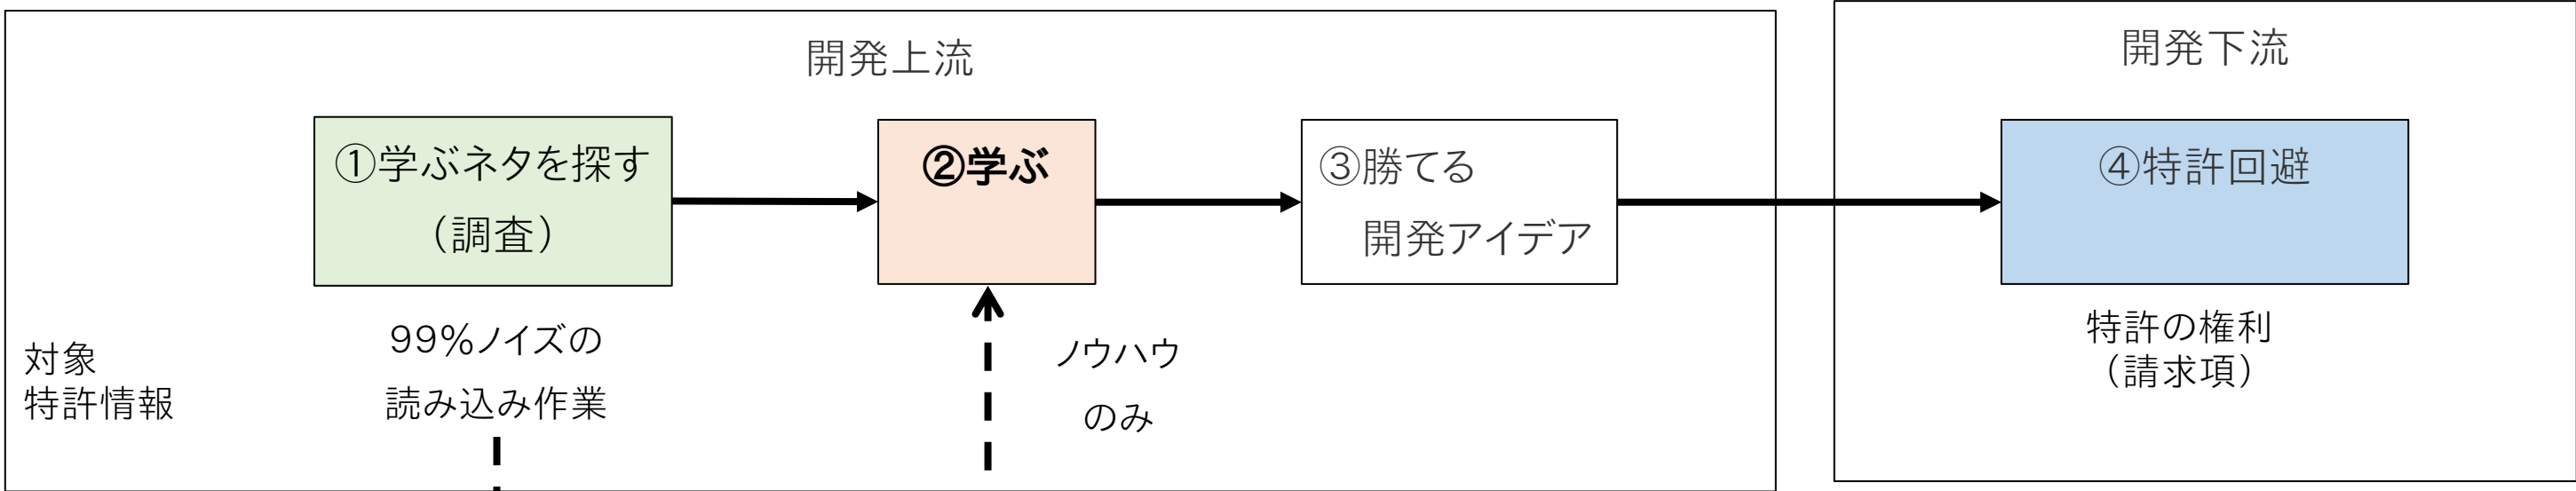 開発上流
開発下流
①学ぶネタを探す
（調査）
②学ぶ
③勝てる
開発アイデア
④特許回避
対象
特許情報
99%ノイズの
読み込み作業
ノウハウ
のみ
特許の権利
（請求項）